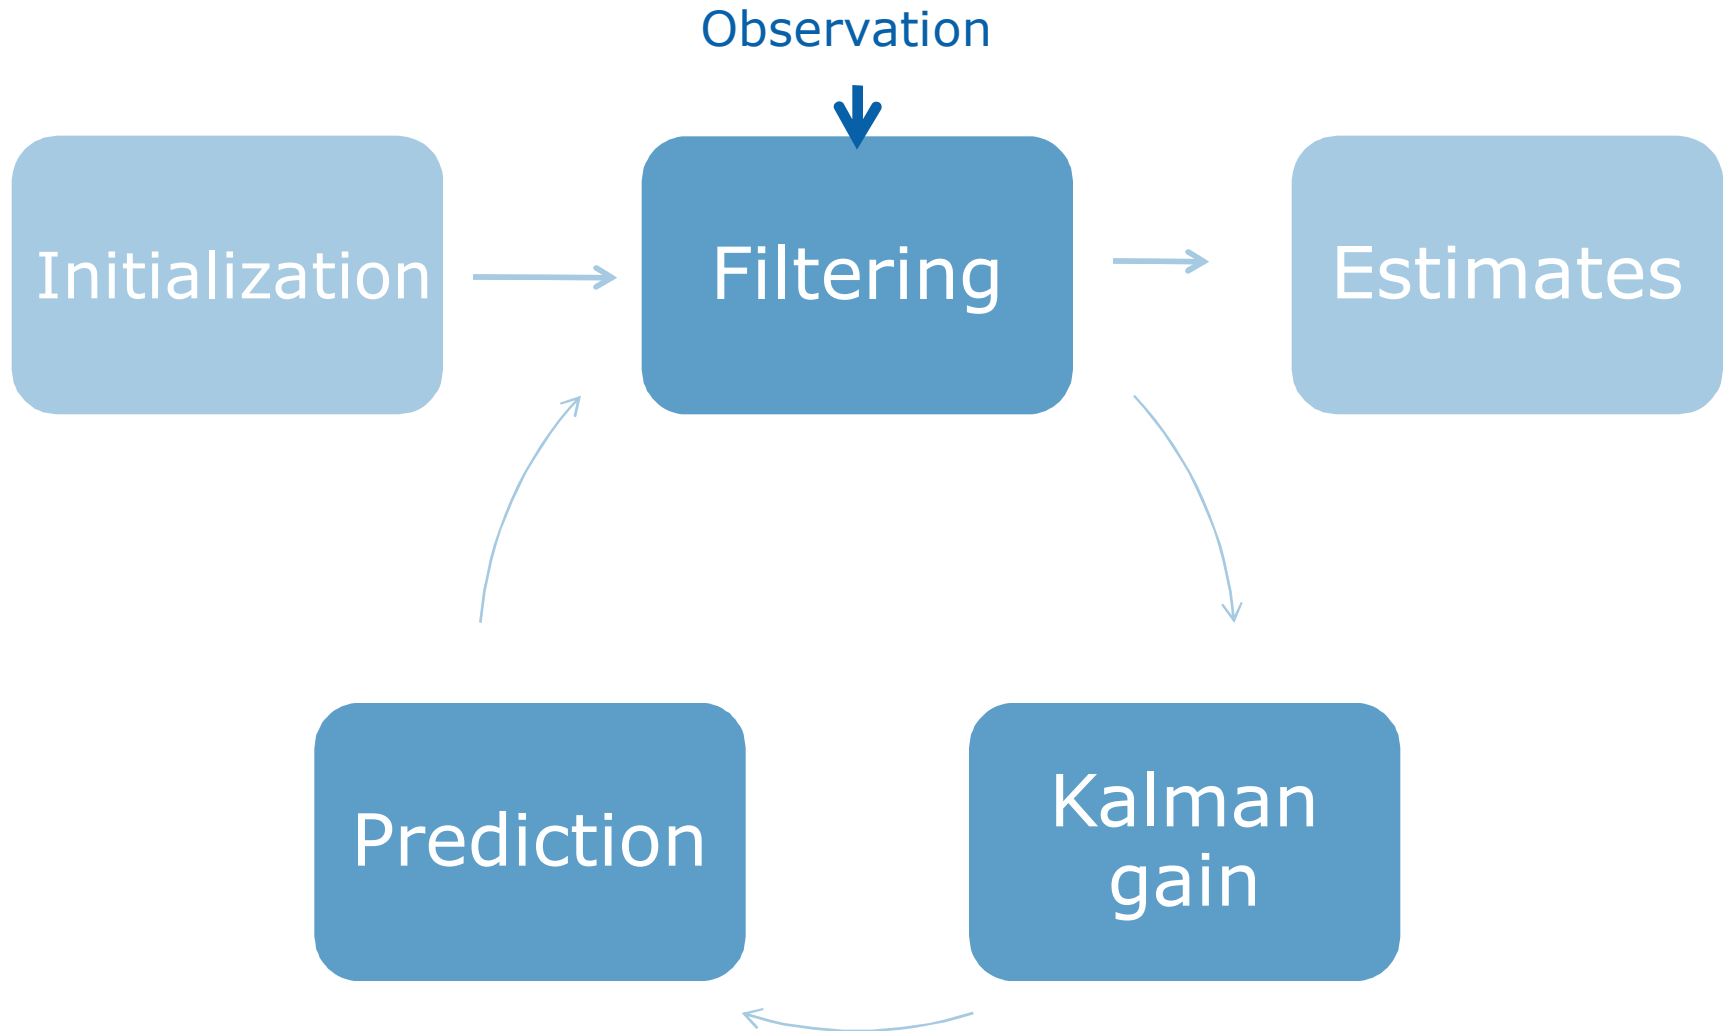 Observation
Initialization
Filtering
Estimates
Prediction
Kalman
gain